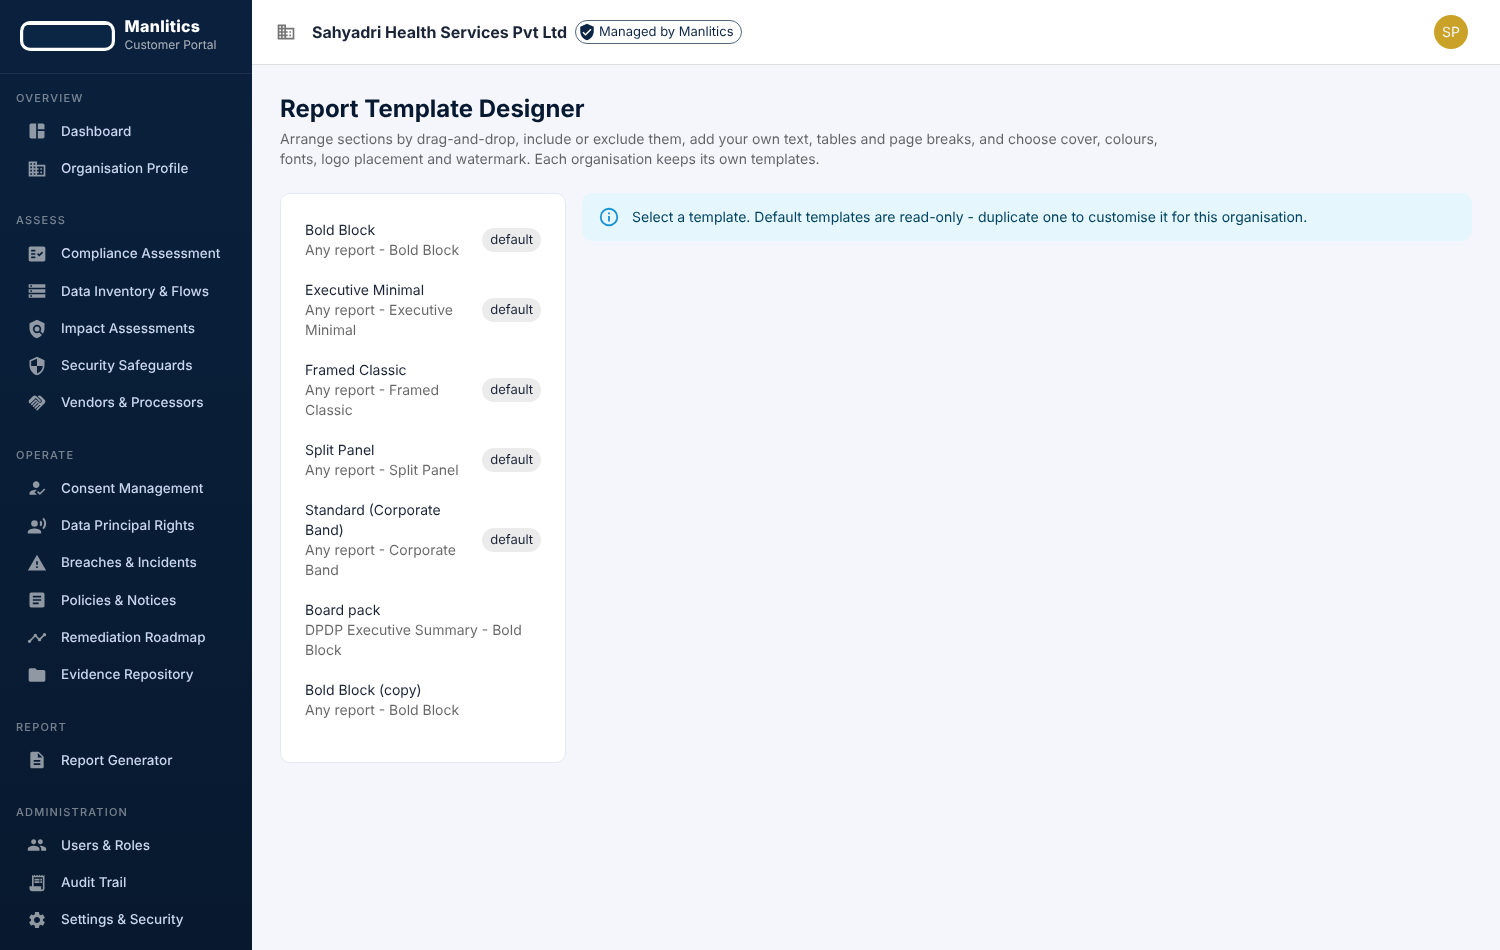 Manlitics
Customer Portal
OVERVIEW
Dashboard
Organisation Profile
ASSESS
Compliance Assessment
Data Inventory & Flows
Impact Assessments
Security Safeguards
Vendors & Processors
OPERATE
Consent Management
Data Principal Rights
Breaches & Incidents
Policies & Notices
Remediation Roadmap
Evidence Repository
REPORT
Report Generator
ADMINISTRATION
Users & Roles
Audit Trail
Settings & Security
Sahyadri Health Services Pvt Ltd Managed by Manlitics
SP
Report Template Designer
Arrange sections by drag-and-drop, include or exclude them, add your own text, tables and page breaks, and choose cover, colours,
fonts, logo placement and watermark. Each organisation keeps its own templates.
Bold Block
Any report - Bold Block
default
Executive Minimal
Any report - Executive
Minimal
default
Framed Classic
Any report - Framed
Classic
default
Split Panel
Any report - Split Panel
default
Standard (Corporate
Band)
Any report - Corporate
Band
default
Board pack
DPDP Executive Summary - Bold
Block
Bold Block (copy)
Any report - Bold Block
Select a template. Default templates are read-only - duplicate one to customise it for this organisation.